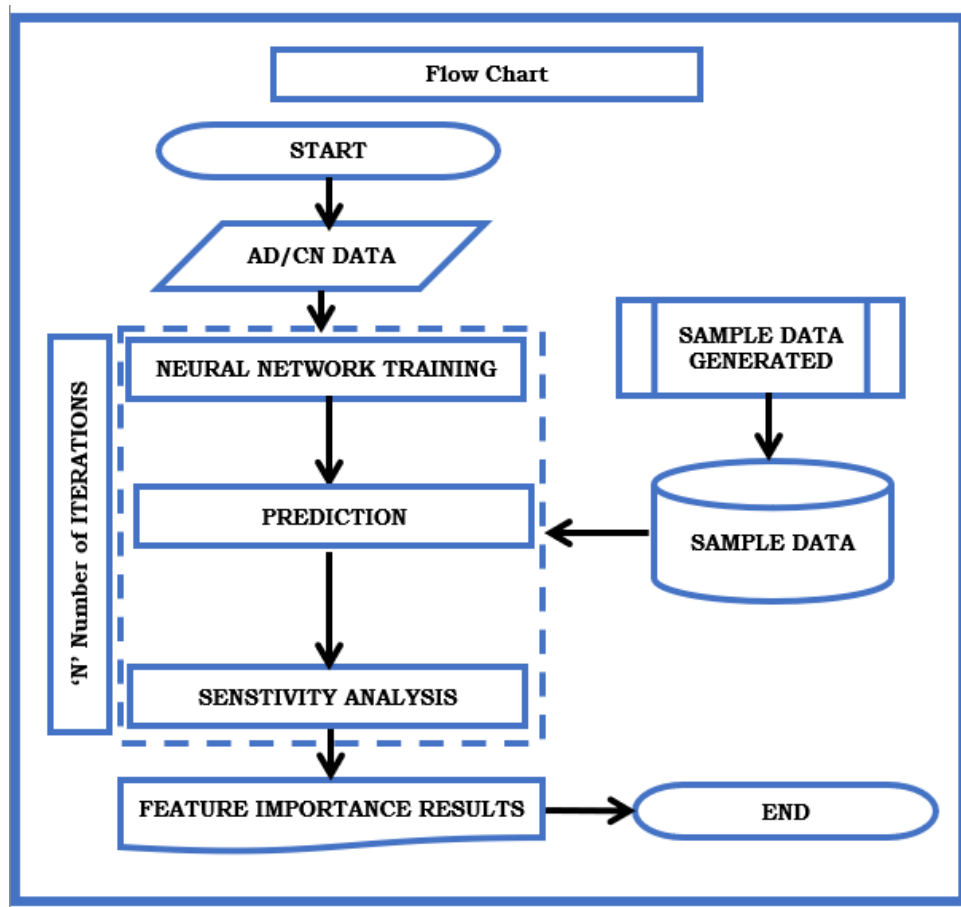 Flow Chart
START
AD/CN DATA
'N' Number of ITERATIONS
NEURAL NETWORK TRAINING
SAMPLE DATA
GENERATED
PREDICTION
SAMPLE DATA
SENSTIVITY ANALYSIS
FEATURE IMPORTANCE RESULTS
END